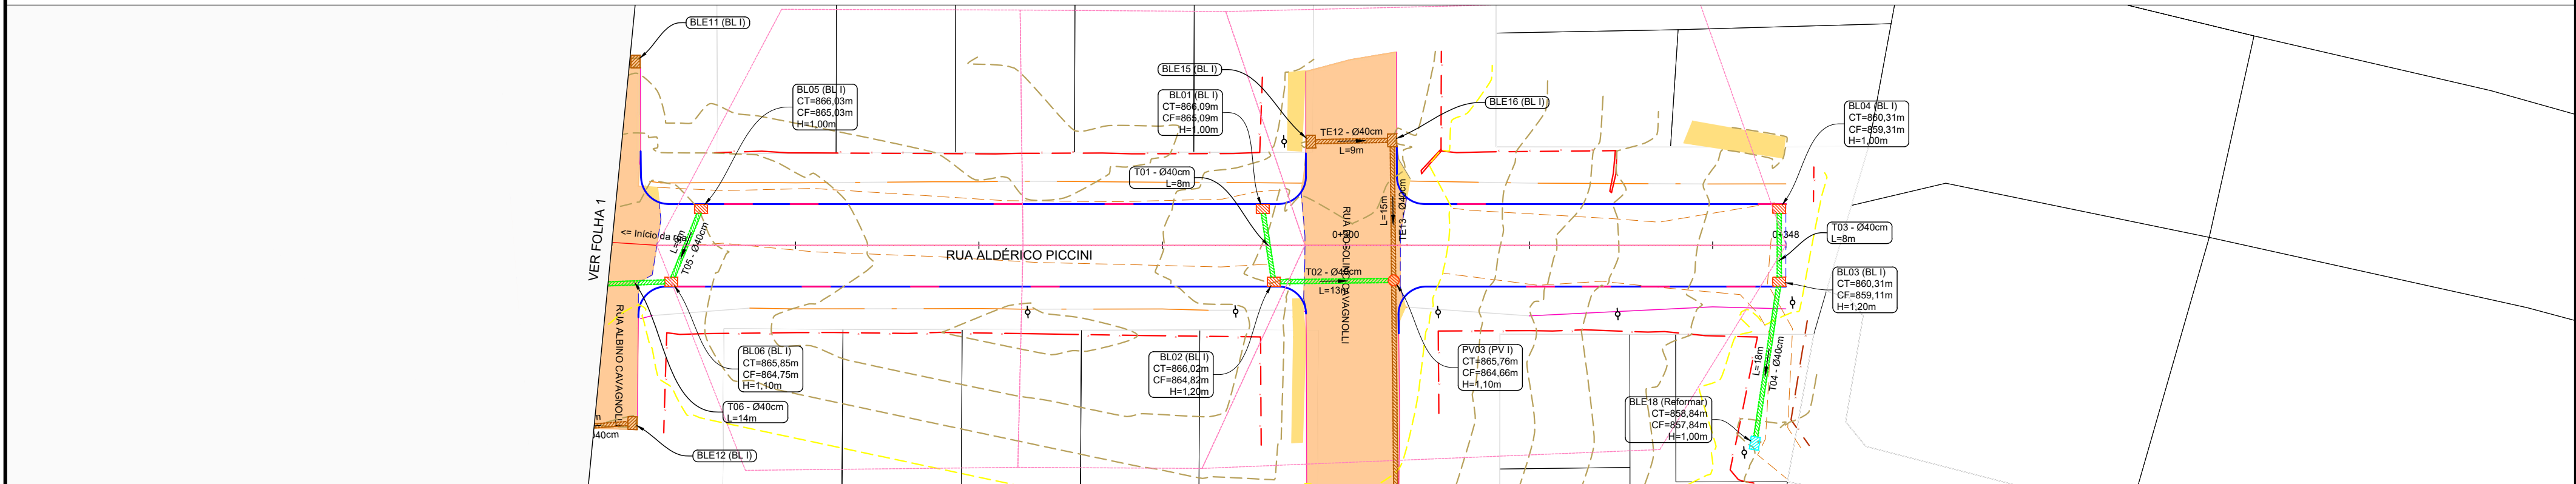 BLE11 (BL I)
BLE15 (BL I)
BL05 (BL I)
CT=866,03m
CF=865,03m
H=1,00m
BL01 (BL I)
CT=866,09m
CF=865,09m
H=1,00m
BLE16 (BL I)
BL04 (BL I)
CT=860,31m
CF=859,31m
H=1,00m
TE12 - Ø40cm
L=9m
T01 - Ø40cm
L=8m
VER FOLHA 1
<= Início da
T05 - Ø40cm
RUA ALDÉRICO PICCINI
L=15m
TE13 - Ø40cm
0+348
T03 - Ø40cm
L=8m
T02 - Ø40cm
L=13m
BL03 (BL I)
CT=860,31m
CF=859,11m
H=1,20m
RUA ALBINO CAVAGNOLLI
BL06 (BL I)
CT=865,85m
CF=864,75m
H=1,10m
BL02 (BL I)
CT=866,02m
CF=864,82m
H=1,20m
PV03 (PV I)
CT=865,76m
CF=864,66m
H=1,10m
L=18m
T04 - Ø40cm
T06 - Ø40cm
L=14m
BLE18 (Reformar)
CT=858,84m
CF=857,84m
H=1,00m
BLE12 (BL I)